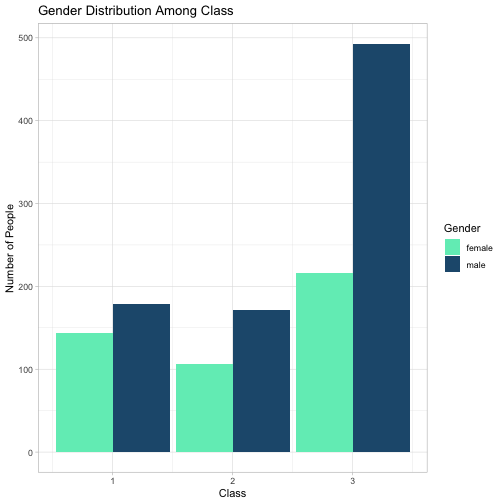 Gender Distribution Among Class
500
400
300
200
100
0
Number of People
1 2 3
Class
Gender
female
male